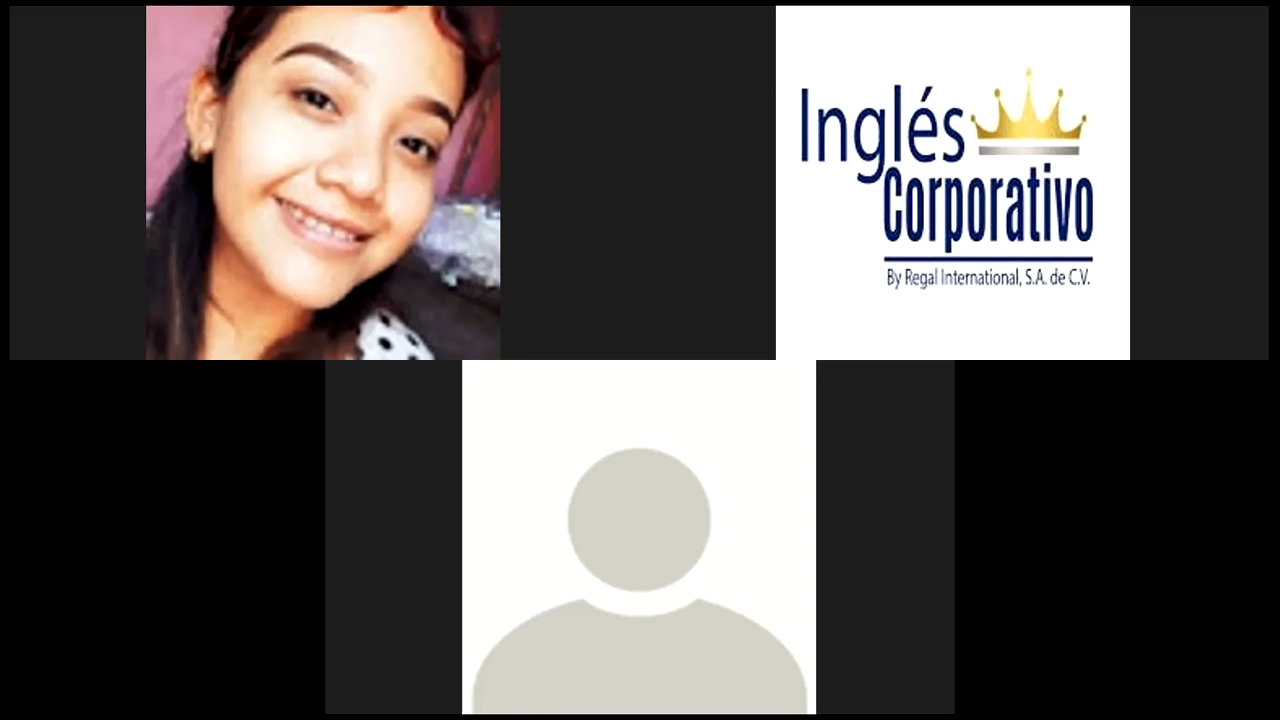 Inglés
Corporativo
By Regal International, S.A. de C.V.